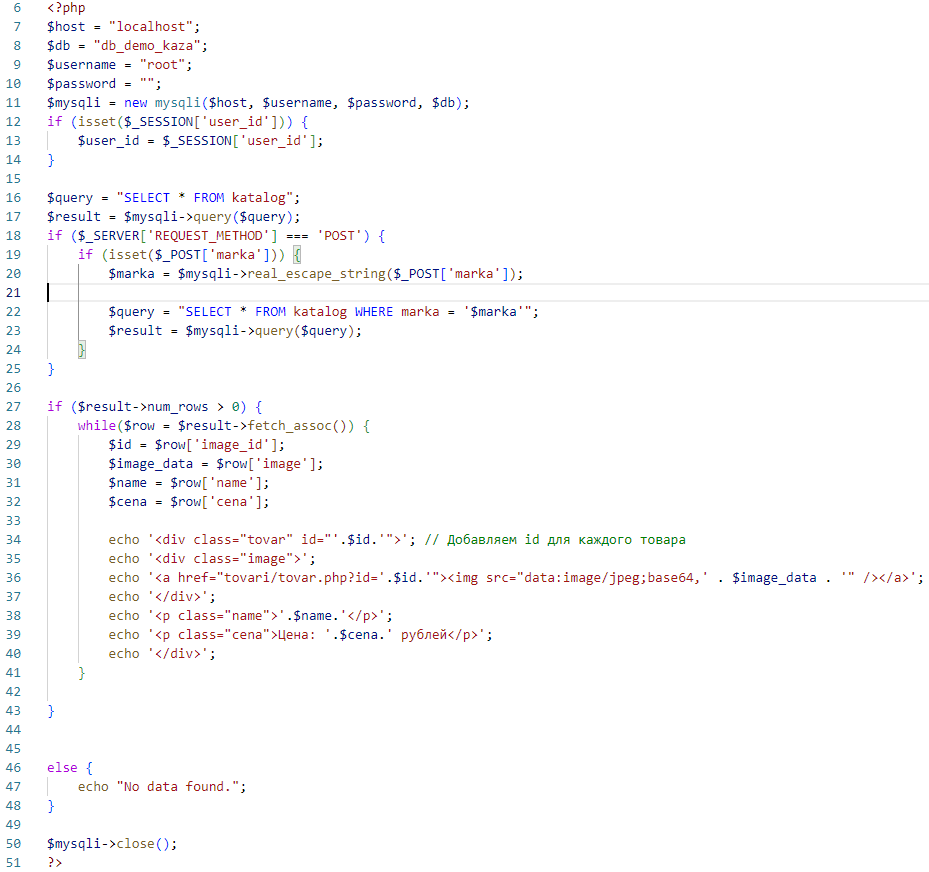 6 <?php
7 $host = "localhost";
8 $db = "db_demo_kaza";
9 $username = "root";
10 $password = "";
11 $mysqli = new mysqli($host, $username, $password, $db);
12 if (isset($_SESSION['user_id'])) {
13     $user_id = $_SESSION['user_id'];
14 }
15
16 $query = "SELECT * FROM katalog";
17 $result = $mysqli->query($query);
18 if ($_SERVER['REQUEST_METHOD'] === 'POST') {
19     if (isset($_POST['marka'])) {
20         $marka = $mysqli->real_escape_string($_POST['marka']);
21
22         $query = "SELECT * FROM katalog WHERE marka = '$marka'";
23         $result = $mysqli->query($query);
24     }
25 }
26
27 if ($result->num_rows > 0) {
28     while($row = $result->fetch_assoc()) {
29         $id = $row['image_id'];
30         $image_data = $row['image'];
31         $name = $row['name'];
32         $cena = $row['cena'];
33
34         echo '<div class="tovar" id="'.$id.'">'; // Добавляем id для каждого товара
35         echo '<div class="image">';
36         echo '<a href="tovari/tovar.php?id='.$id.'"><img src="data:image/jpeg;base64,' . $image_data . '" /></a>';
37         echo '</div>';
38         echo '<p class="name">'.$name.'</p>';
39         echo '<p class="cena">Цена: '.$cena.' рублей</p>';
40         echo '</div>';
41     }
42
43 }
44
45
46 else {
47     echo "No data found.";
48 }
49
50 $mysqli->close();
51 ?>